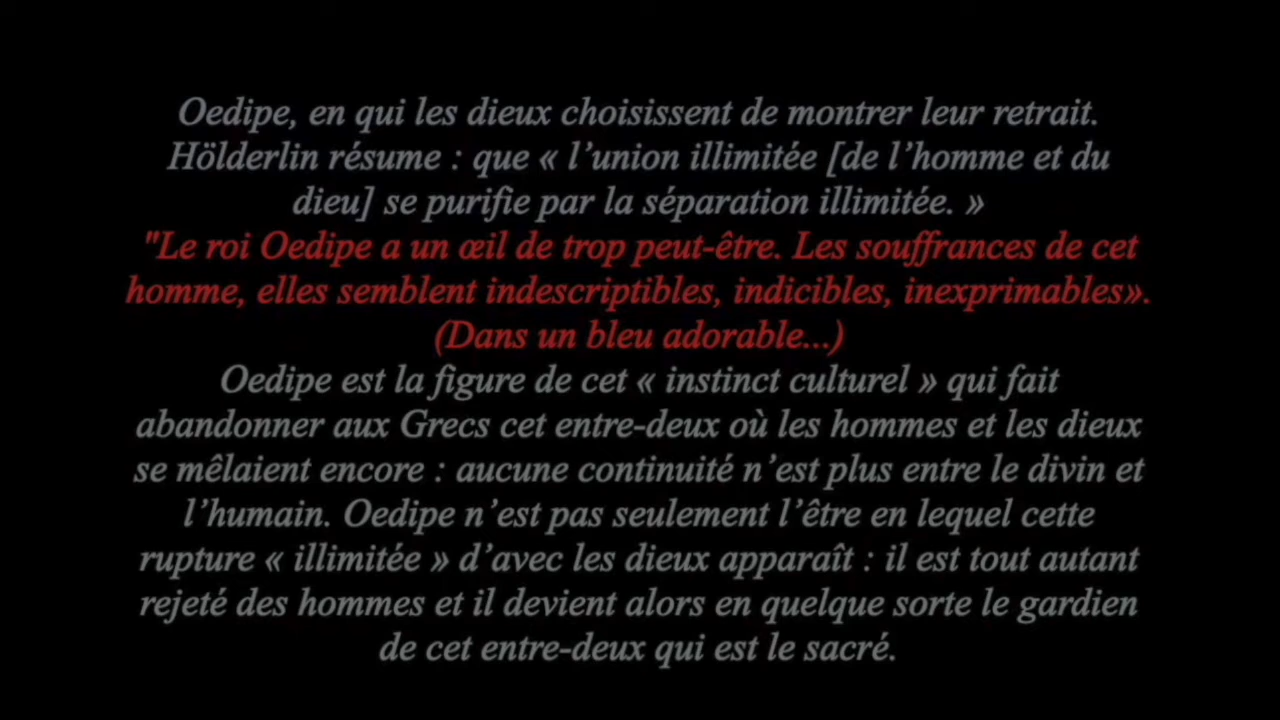 Oedipe, en qui les dieux choisissent de montrer leur retrait.
Hölderlin résume : que « l’union illimitée [de l’homme et du
dieu] se purifie par la séparation illimitée. »
"Le roi Oedipe a un œil de trop peut-être. Les souffrances de cet
homme, elles semblent indescriptibles, indicibles, inexprimables».
(Dans un bleu adorable...)
Oedipe est la figure de cet « instinct culturel » qui fait
abandonner aux Grecs cet entre-deux où les hommes et les dieux
se mêlaient encore : aucune continuité n’est plus entre le divin et
l’humain. Oedipe n’est pas seulement l’être en lequel cette
rupture « illimitée » d’avec les dieux apparaît : il est tout autant
rejeté des hommes et il devient alors en quelque sorte le gardien
de cet entre-deux qui est le sacré.